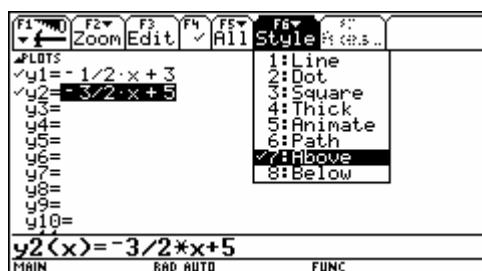 F1 F2 F3 F4 F5 F6
Zoom Edit ✓ All Style
▲PLOTS
✓y1=⁻1/2·x + 3
✓y2=⁻3/2·x + 5
y3=
y4=
y5=
y6=
y7=
y8=
y9=
y10=
1:Line
2:Dot
3:Square
4:Thick
5:Animate
6:Path
✓7:Above
8:Below
y2(x)=⁻3/2*x+5
MAIN RAD AUTO FUNC